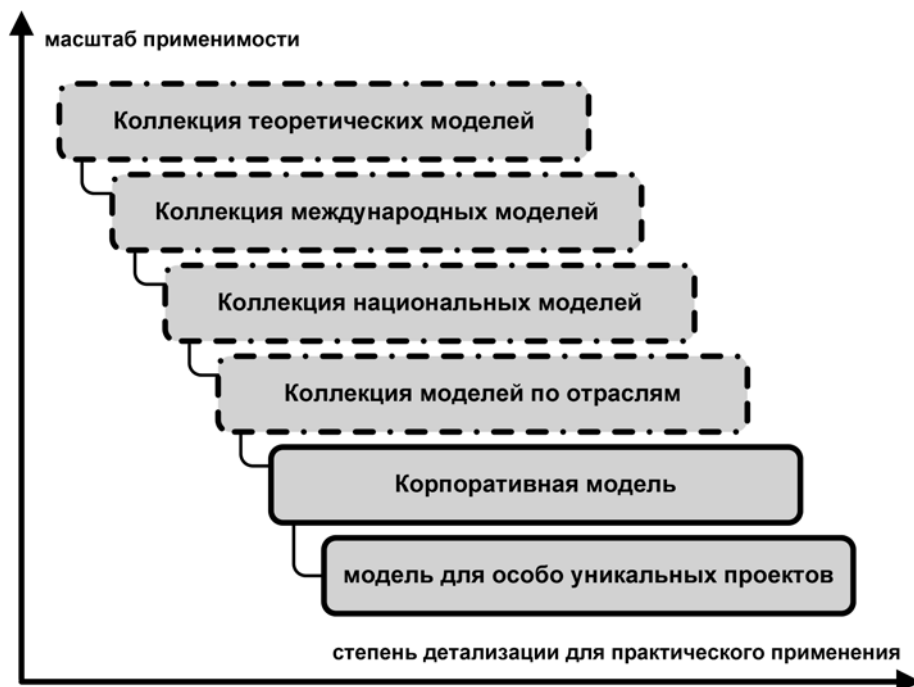 масштаб применимости
Коллекция теоретических моделей
Коллекция международных моделей
Коллекция национальных моделей
Коллекция моделей по отраслям
Корпоративная модель
модель для особо уникальных проектов
степень детализации для практического применения